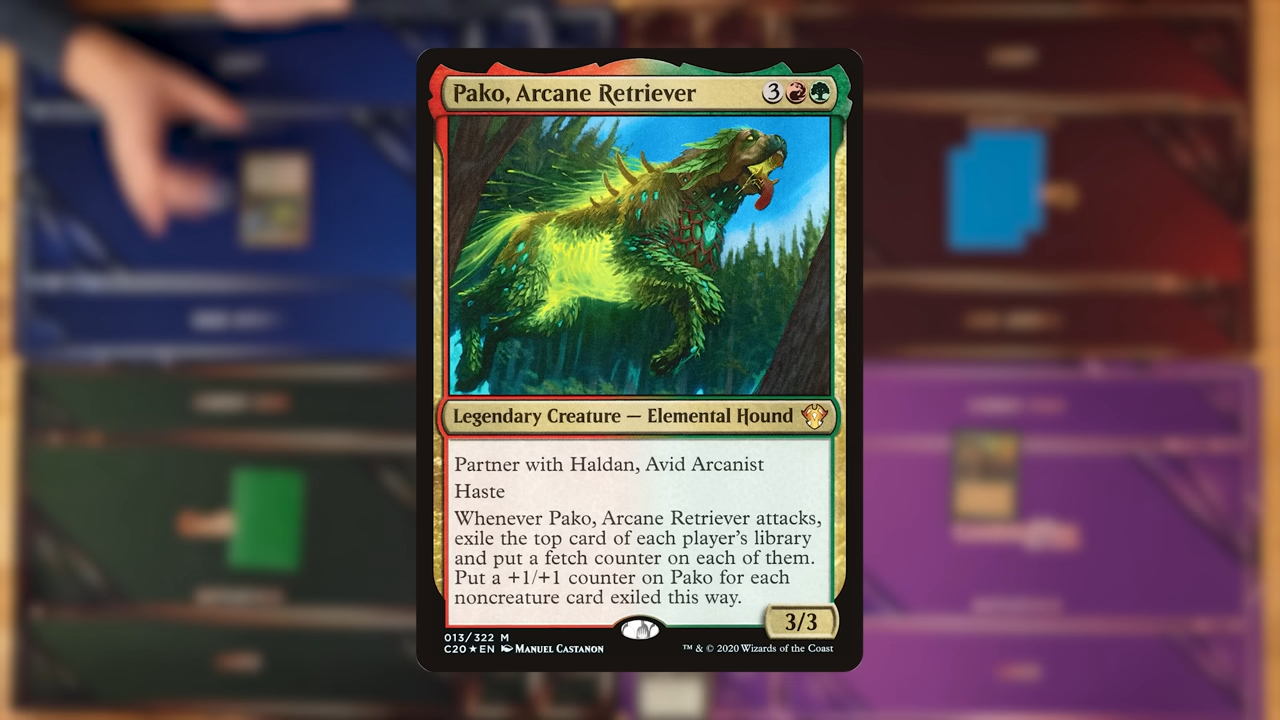 Pako, Arcane Retriever 3
Legendary Creature — Elemental Hound
Partner with Haldan, Avid Arcanist
Haste
Whenever Pako, Arcane Retriever attacks,
exile the top card of each player's library
and put a fetch counter on each of them.
Put a +1/+1 counter on Pako for each
noncreature card exiled this way.
3/3
013/322 M
C20 ★ EN Manuel Castanon
™ & © 2020 Wizards of the Coast